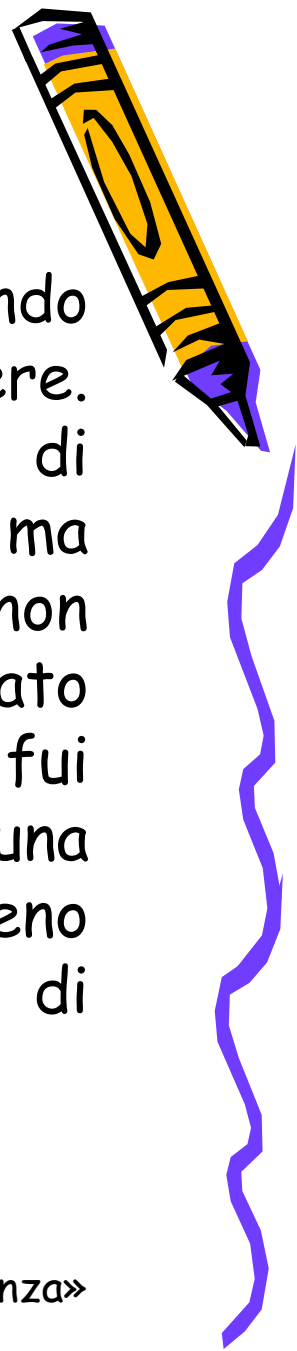 ndo
ere.
di
ma
non
ato
fui
una
eno
di
nza»